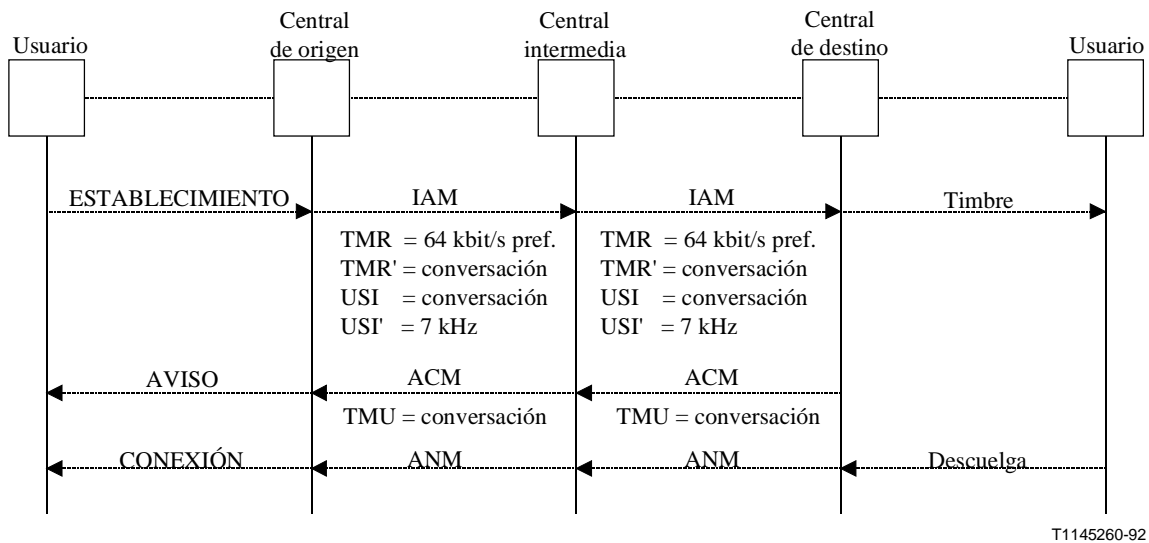 Usuario
Central
de origen
Central
intermedia
Central
de destino
Usuario
ESTABLECIMIENTO
IAM
IAM
Timbre
TMR = 64 kbit/s pref.
TMR' = conversación
USI = conversación
USI' = 7 kHz
TMR = 64 kbit/s pref.
TMR' = conversación
USI = conversación
USI' = 7 kHz
AVISO
ACM
ACM
TMU = conversación
TMU = conversación
CONEXIÓN
ANM
ANM
Descuelga
T1145260-92